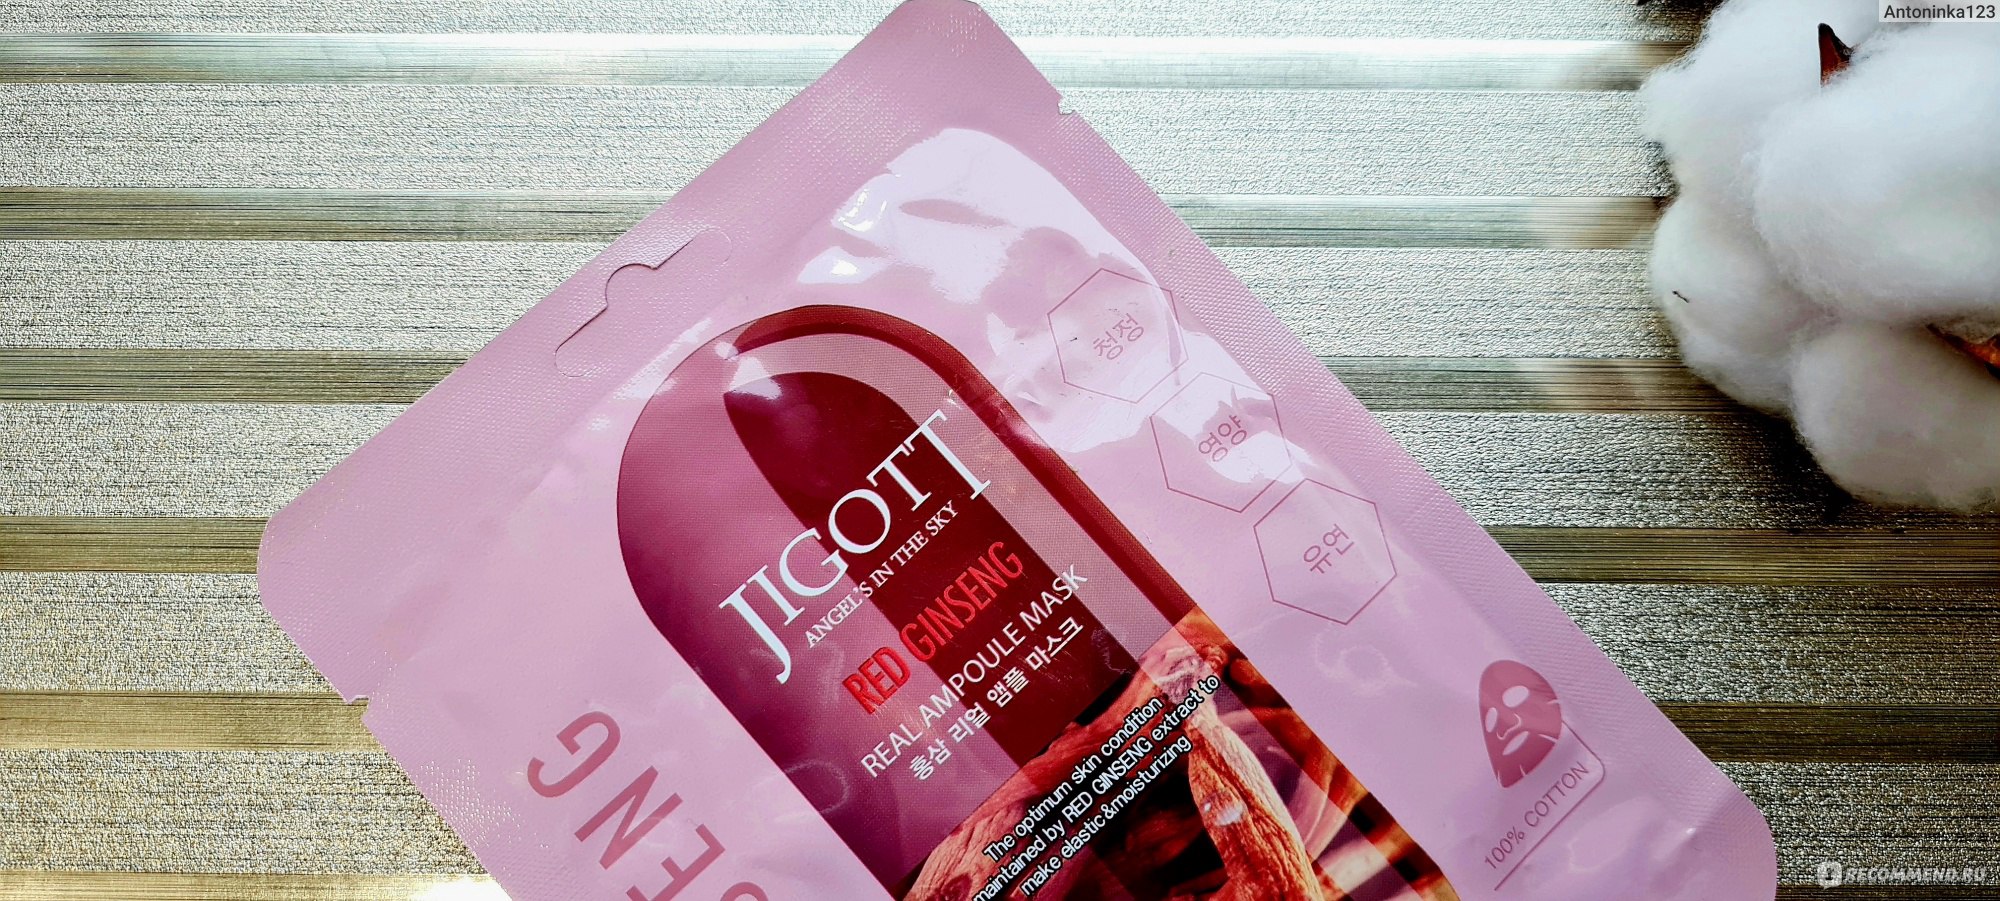 Antoninka123
JIGOTT
ANGEL'S IN THE SKY
RED GINSENG
REAL AMPOULE MASK
홍삼 리얼 앰플 마스크
The optimum skin condition
maintained by RED GINSENG extract to
make elastic&moisturizing
청정
영양
유연
100% COTTON
SENG
RECOMMEND.RU